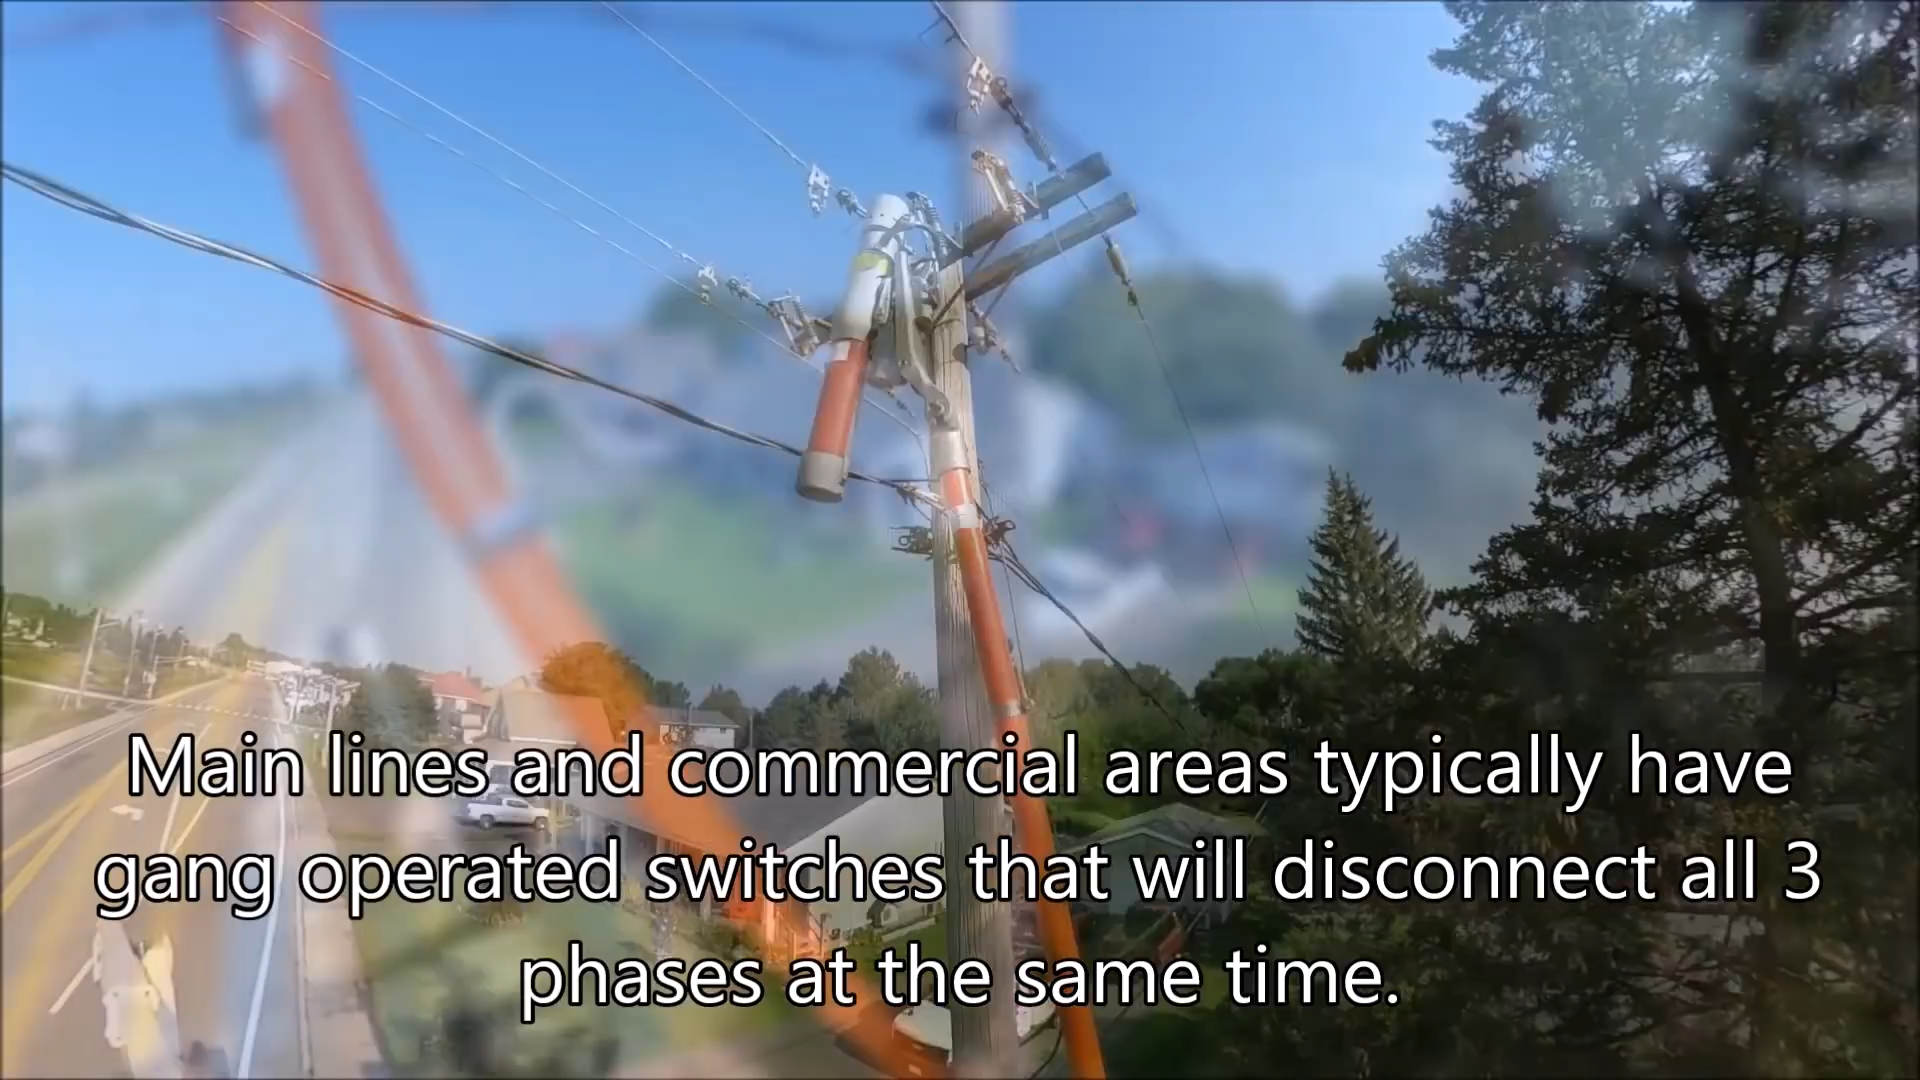 Main lines and commercial areas typically have
gang operated switches that will disconnect all 3
phases at the same time.